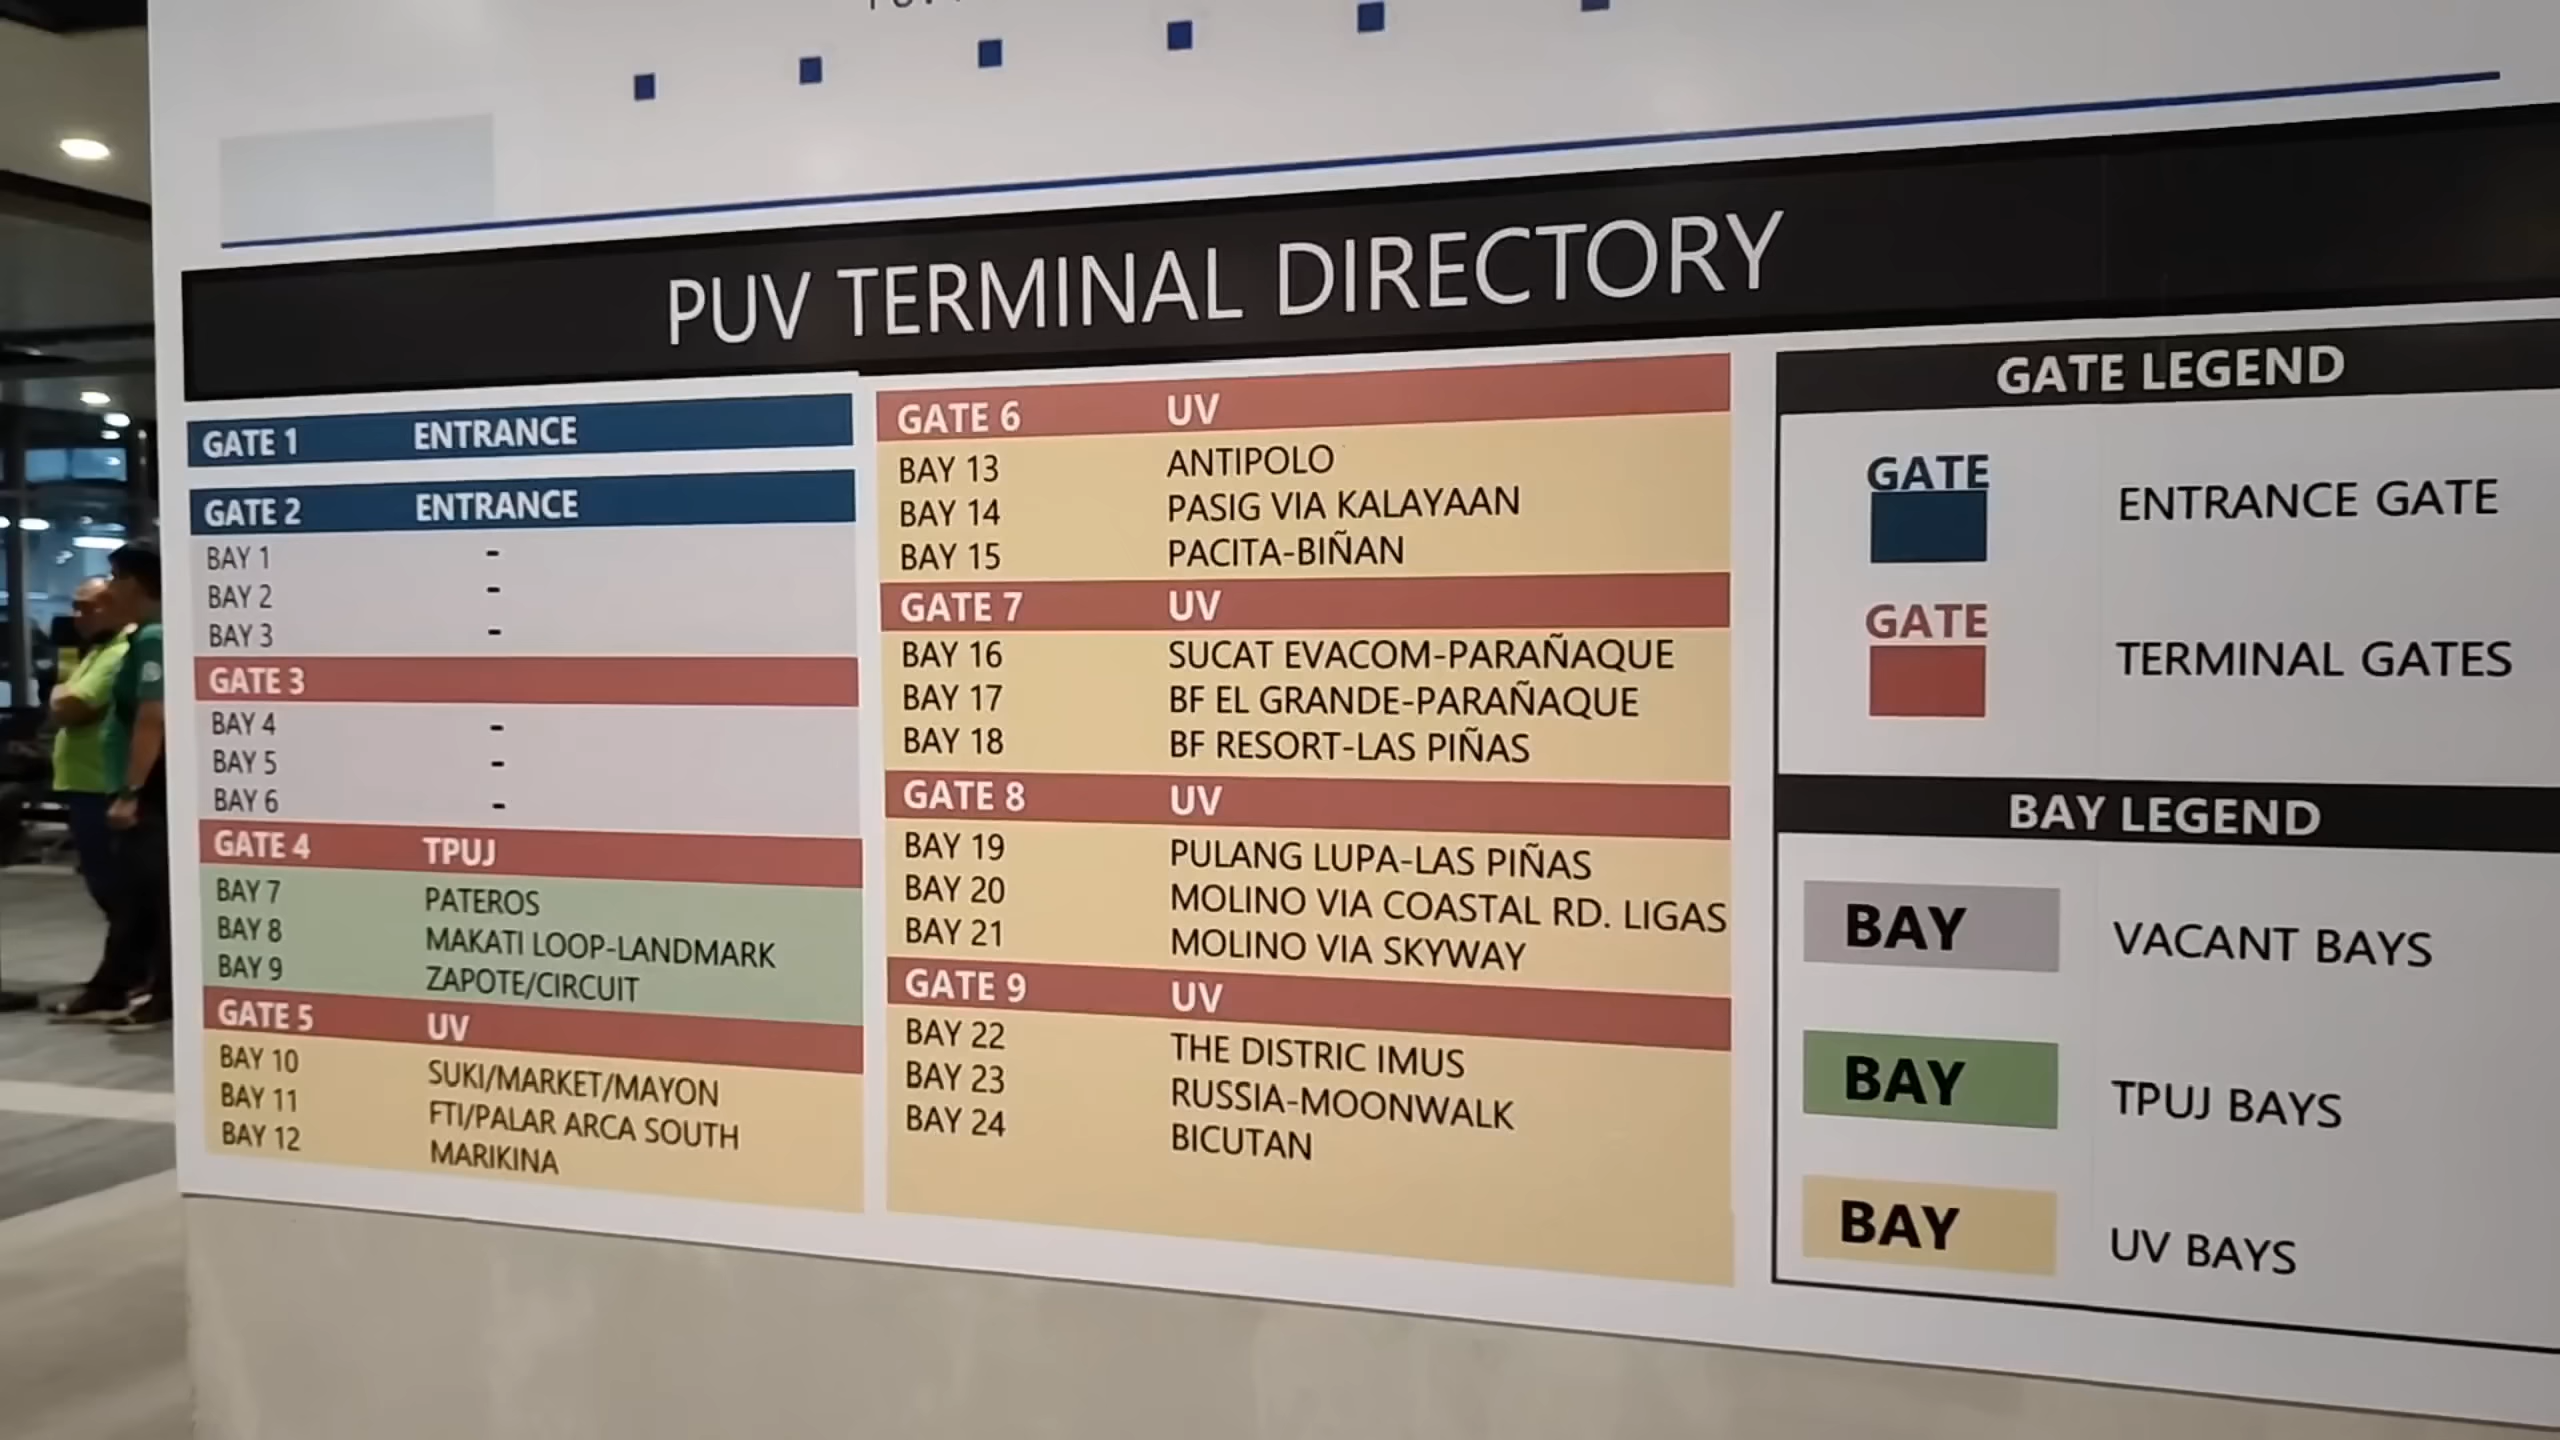 PUV TERMINAL DIRECTORY
GATE 1 ENTRANCE
GATE 2 ENTRANCE
BAY 1 -
BAY 2 -
BAY 3 -
GATE 3
BAY 4 -
BAY 5 -
BAY 6 -
GATE 4 TPUJ
BAY 7 PATEROS
BAY 8 MAKATI LOOP-LANDMARK
BAY 9 ZAPOTE/CIRCUIT
GATE 5 UV
BAY 10 SUKI/MARKET/MAYON
BAY 11 FTI/PALAR ARCA SOUTH
BAY 12 MARIKINA
GATE 6 UV
BAY 13 ANTIPOLO
BAY 14 PASIG VIA KALAYAAN
BAY 15 PACITA-BIÑAN
GATE 7 UV
BAY 16 SUCAT EVACOM-PARAÑAQUE
BAY 17 BF EL GRANDE-PARAÑAQUE
BAY 18 BF RESORT-LAS PIÑAS
GATE 8 UV
BAY 19 PULANG LUPA-LAS PIÑAS
BAY 20 MOLINO VIA COASTAL RD. LIGAS
BAY 21 MOLINO VIA SKYWAY
GATE 9 UV
BAY 22 THE DISTRIC IMUS
BAY 23 RUSSIA-MOONWALK
BAY 24 BICUTAN
GATE LEGEND
GATE ENTRANCE GATE
GATE TERMINAL GATES
BAY LEGEND
BAY VACANT BAYS
BAY TPUJ BAYS
BAY UV BAYS